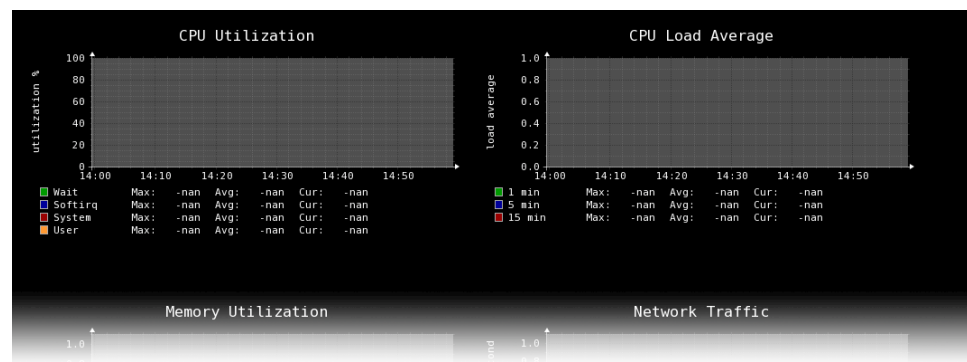 CPU Utilization
utilization %
100
80
60
40
20
0
14:00 14:10 14:20 14:30 14:40 14:50
Wait Max: -nan Avg: -nan Cur: -nan
Softirq Max: -nan Avg: -nan Cur: -nan
System Max: -nan Avg: -nan Cur: -nan
User Max: -nan Avg: -nan Cur: -nan
CPU Load Average
load average
1.0
0.8
0.6
0.4
0.2
0.0
14:00 14:10 14:20 14:30 14:40 14:50
1 min Max: -nan Avg: -nan Cur: -nan
5 min Max: -nan Avg: -nan Cur: -nan
15 min Max: -nan Avg: -nan Cur: -nan
Memory Utilization
1.0
Network Traffic
1.0